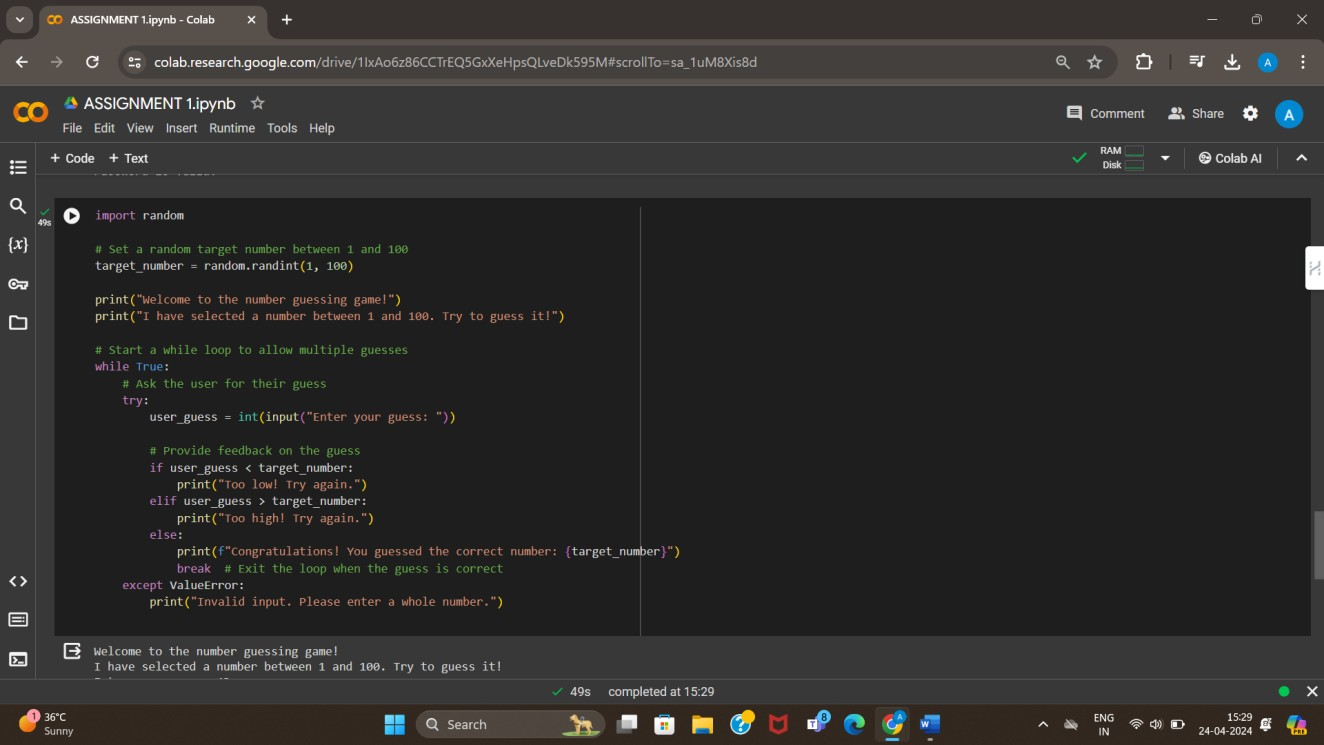 ASSIGNMENT 1.ipynb - Colab
colab.research.google.com/drive/1IxAo6z86CCTrEQ5GxXeHpsQLveDk595M#scrollTo=sa_1uM8Xis8d
A
ASSIGNMENT 1.ipynb
File Edit View Insert Runtime Tools Help
Comment
Share
A
+ Code + Text
RAM
Disk
Colab AI
49s
import random
# Set a random target number between 1 and 100
target_number = random.randint(1, 100)
print("Welcome to the number guessing game!")
print("I have selected a number between 1 and 100. Try to guess it!")
# Start a while loop to allow multiple guesses
while True:
    # Ask the user for their guess
    try:
        user_guess = int(input("Enter your guess: "))
        # Provide feedback on the guess
        if user_guess < target_number:
            print("Too low! Try again.")
        elif user_guess > target_number:
            print("Too high! Try again.")
        else:
            print(f"Congratulations! You guessed the correct number: {target_number}")
            break  # Exit the loop when the guess is correct
    except ValueError:
        print("Invalid input. Please enter a whole number.")
Welcome to the number guessing game!
I have selected a number between 1 and 100. Try to guess it!
49s completed at 15:29
1
36°C
Sunny
Search
8
A
W
ENG
IN
15:29
24-04-2024
PRE